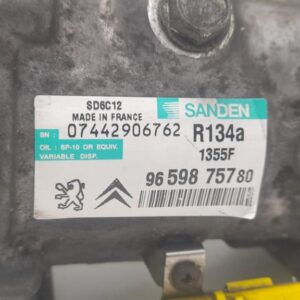 SD6C12
SANDEN
MADE IN FRANCE
SN : 07442906762
R134a
OIL : SP-10 OR EQUIV.
VARIABLE DISP.
1355F
96 598 757 80